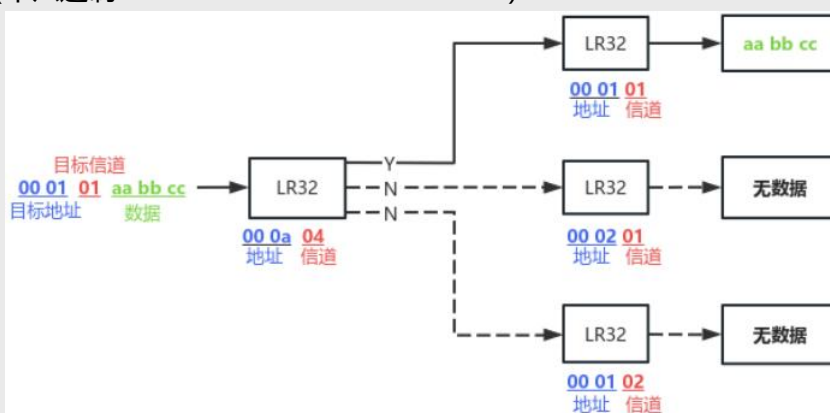 目标信道
00 01 01 aa bb cc
目标地址 数据
LR32
00 0a 04
地址 信道
Y
N
N
LR32
aa bb cc
00 01 01
地址 信道
LR32
无数据
00 02 01
地址 信道
LR32
无数据
00 01 02
地址 信道